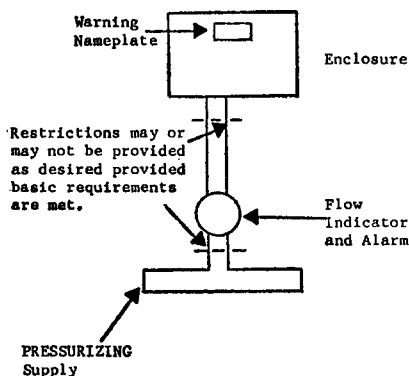 Warning
Nameplate
Enclosure
Restrictions may or
may not be provided
as desired provided
basic requirements
are met.
Flow
Indicator
and Alarm
PRESSURIZING
Supply